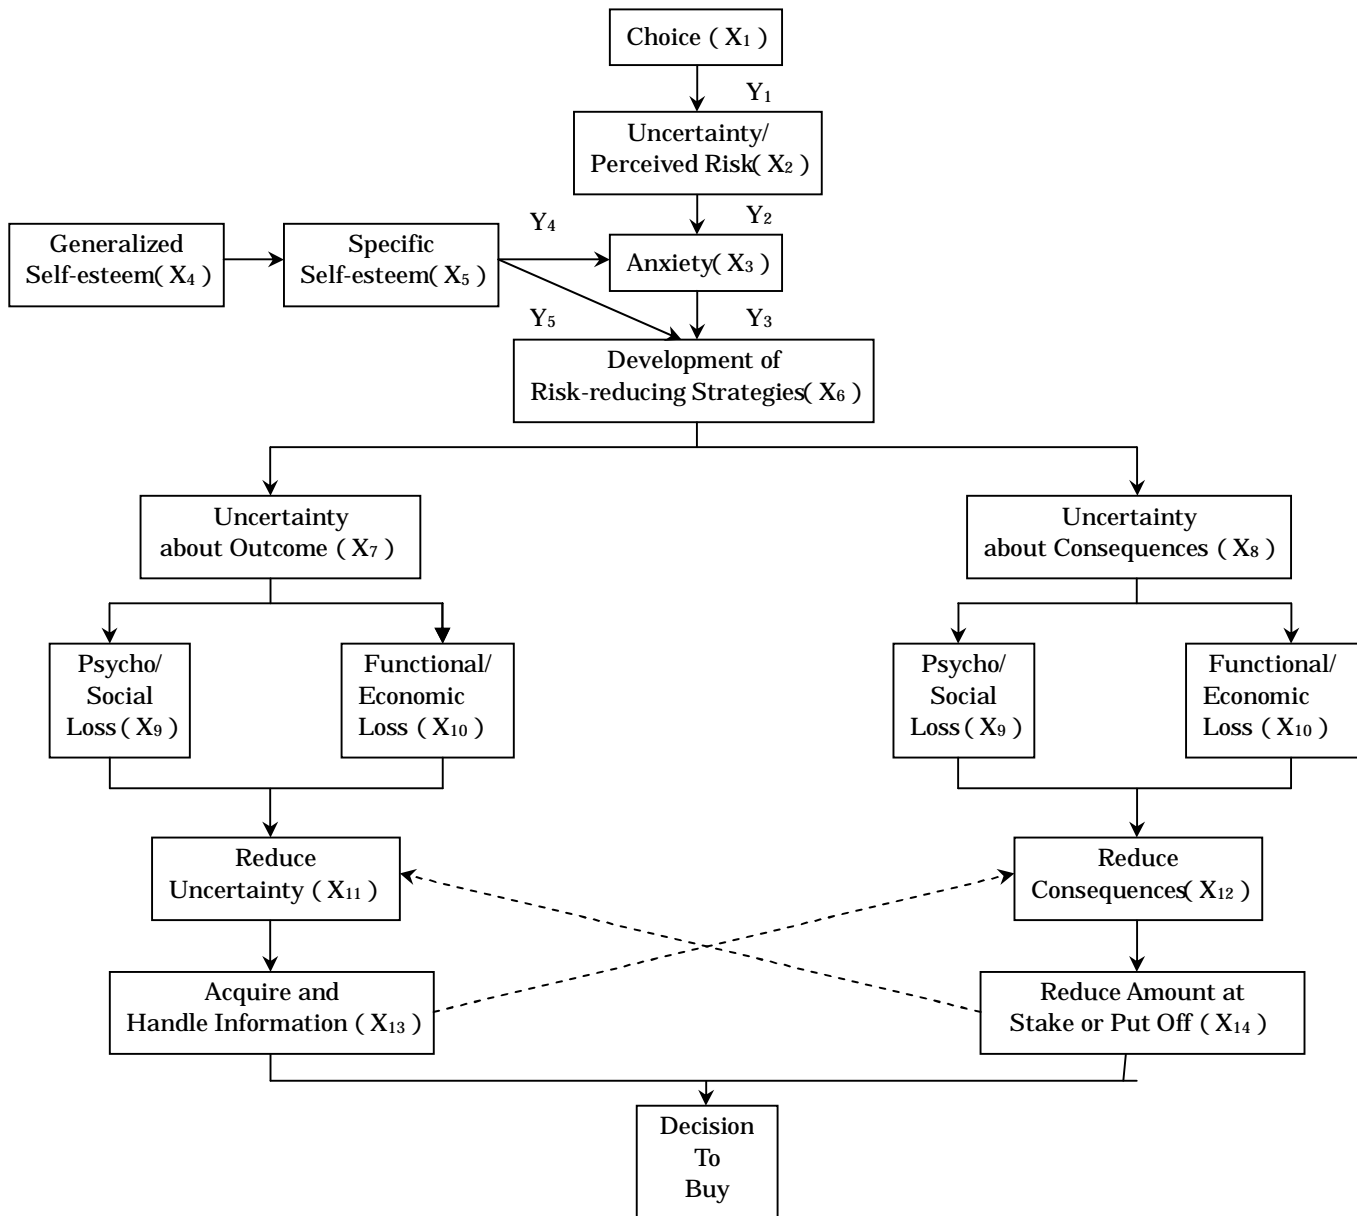 Choice ( X₁ )
Y₁
Uncertainty/
Perceived Risk( X₂ )
Y₂
Y₄
Generalized
Self-esteem( X₄ )
Specific
Self-esteem( X₅ )
Anxiety( X₃ )
Y₅
Y₃
Development of
Risk-reducing Strategies( X₆ )
Uncertainty
about Outcome ( X₇ )
Uncertainty
about Consequences ( X₈ )
Psycho/
Social
Loss ( X₉ )
Functional/
Economic
Loss ( X₁₀ )
Psycho/
Social
Loss ( X₉ )
Functional/
Economic
Loss ( X₁₀ )
Reduce
Uncertainty ( X₁₁ )
Reduce
Consequences( X₁₂ )
Acquire and
Handle Information ( X₁₃ )
Reduce Amount at
Stake or Put Off ( X₁₄ )
Decision
To
Buy